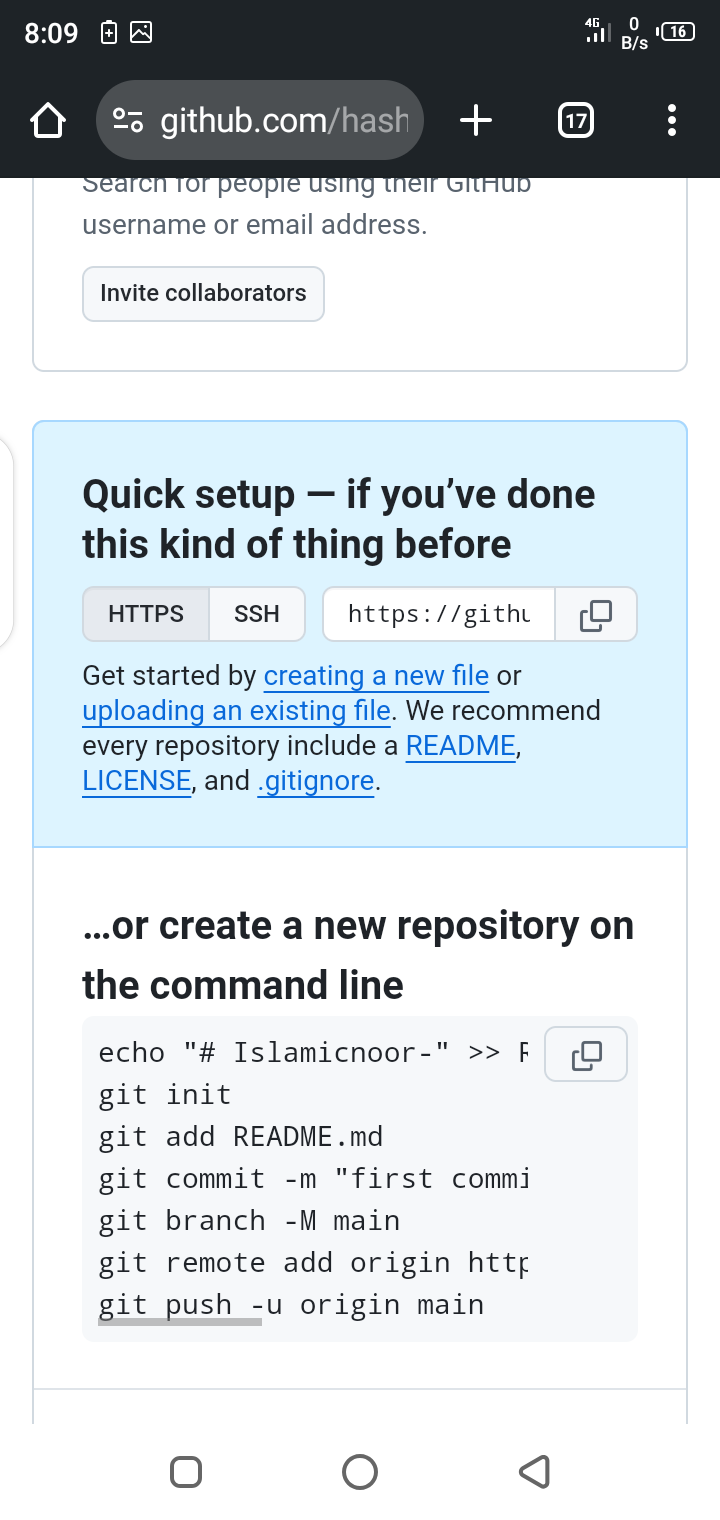 8:09
4G
0
B/s
16
github.com/hash
17
Search for people using their GitHub
username or email address.
Invite collaborators
Quick setup — if you’ve done
this kind of thing before
HTTPS
SSH
https://githu
Get started by creating a new file or
uploading an existing file. We recommend
every repository include a README,
LICENSE, and .gitignore.
...or create a new repository on
the command line
echo "# Islamicnoor-" >> R
git init
git add README.md
git commit -m "first commi
git branch -M main
git remote add origin http
git push -u origin main